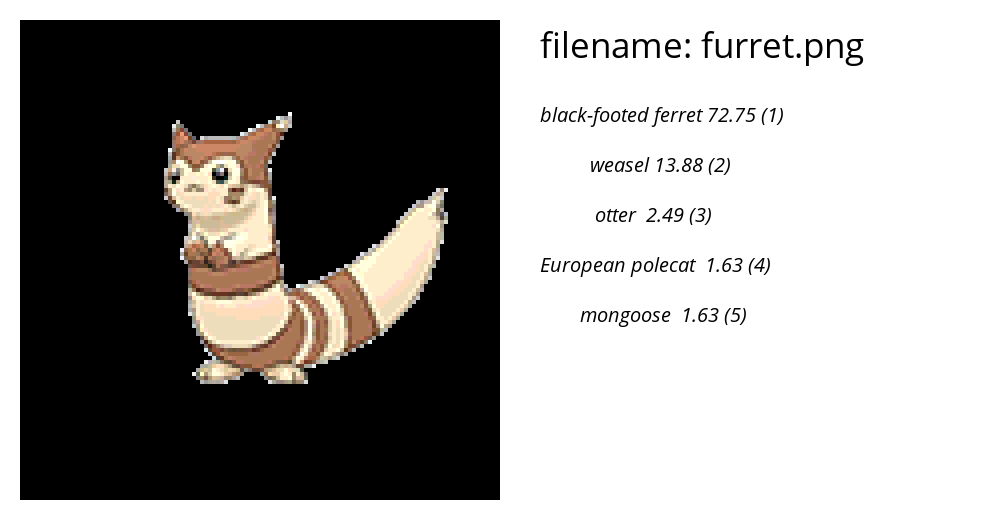 filename: furret.png
black-footed ferret 72.75 (1)
weasel 13.88 (2)
otter 2.49 (3)
European polecat 1.63 (4)
mongoose 1.63 (5)